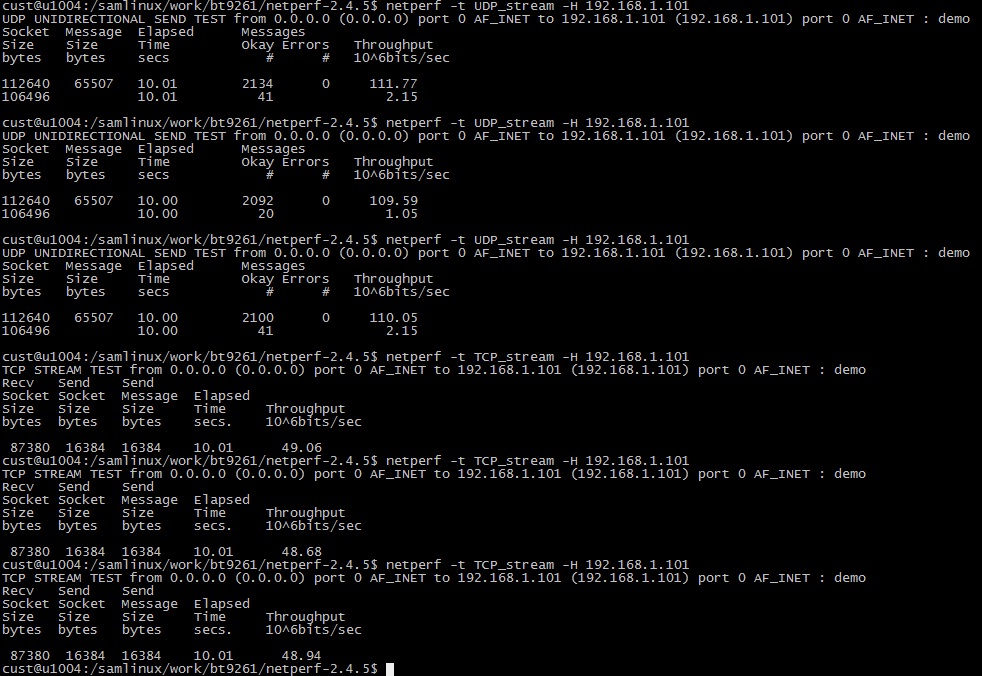 cust@u1004:/samlinux/work/bt9261/netperf-2.4.5$ netperf -t UDP_stream -H 192.168.1.101
UDP UNIDIRECTIONAL SEND TEST from 0.0.0.0 (0.0.0.0) port 0 AF_INET to 192.168.1.101 (192.168.1.101) port 0 AF_INET : demo
Socket  Message  Elapsed      Messages
Size    Size     Time         Okay Errors   Throughput
bytes   bytes    secs            #      #   10^6bits/sec

112640   65507   10.01        2134      0     111.77
106496           10.01          41              2.15

cust@u1004:/samlinux/work/bt9261/netperf-2.4.5$ netperf -t UDP_stream -H 192.168.1.101
UDP UNIDIRECTIONAL SEND TEST from 0.0.0.0 (0.0.0.0) port 0 AF_INET to 192.168.1.101 (192.168.1.101) port 0 AF_INET : demo
Socket  Message  Elapsed      Messages
Size    Size     Time         Okay Errors   Throughput
bytes   bytes    secs            #      #   10^6bits/sec

112640   65507   10.00        2092      0     109.59
106496           10.00          20              1.05

cust@u1004:/samlinux/work/bt9261/netperf-2.4.5$ netperf -t UDP_stream -H 192.168.1.101
UDP UNIDIRECTIONAL SEND TEST from 0.0.0.0 (0.0.0.0) port 0 AF_INET to 192.168.1.101 (192.168.1.101) port 0 AF_INET : demo
Socket  Message  Elapsed      Messages
Size    Size     Time         Okay Errors   Throughput
bytes   bytes    secs            #      #   10^6bits/sec

112640   65507   10.00        2100      0     110.05
106496           10.00          41              2.15

cust@u1004:/samlinux/work/bt9261/netperf-2.4.5$ netperf -t TCP_stream -H 192.168.1.101
TCP STREAM TEST from 0.0.0.0 (0.0.0.0) port 0 AF_INET to 192.168.1.101 (192.168.1.101) port 0 AF_INET : demo
Recv   Send    Send
Socket Socket  Message  Elapsed
Size   Size    Size     Time     Throughput
bytes  bytes   bytes    secs.    10^6bits/sec

 87380  16384  16384    10.01      49.06
cust@u1004:/samlinux/work/bt9261/netperf-2.4.5$ netperf -t TCP_stream -H 192.168.1.101
TCP STREAM TEST from 0.0.0.0 (0.0.0.0) port 0 AF_INET to 192.168.1.101 (192.168.1.101) port 0 AF_INET : demo
Recv   Send    Send
Socket Socket  Message  Elapsed
Size   Size    Size     Time     Throughput
bytes  bytes   bytes    secs.    10^6bits/sec

 87380  16384  16384    10.01      48.68
cust@u1004:/samlinux/work/bt9261/netperf-2.4.5$ netperf -t TCP_stream -H 192.168.1.101
TCP STREAM TEST from 0.0.0.0 (0.0.0.0) port 0 AF_INET to 192.168.1.101 (192.168.1.101) port 0 AF_INET : demo
Recv   Send    Send
Socket Socket  Message  Elapsed
Size   Size    Size     Time     Throughput
bytes  bytes   bytes    secs.    10^6bits/sec

 87380  16384  16384    10.01      48.94
cust@u1004:/samlinux/work/bt9261/netperf-2.4.5$